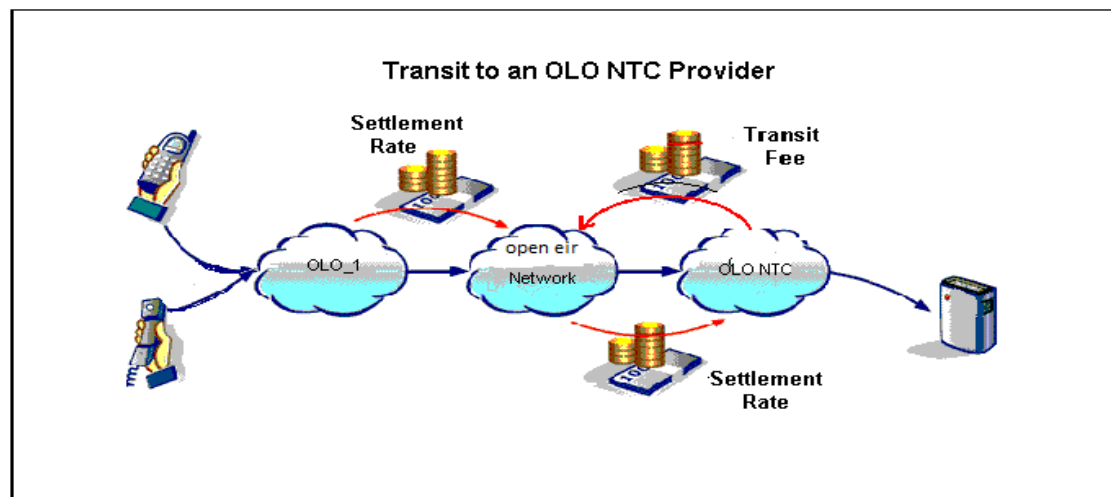 Transit to an OLO NTC Provider
Settlement
Rate
Transit
Fee
OLO_1
open eir
Network
OLO NTC
Settlement
Rate